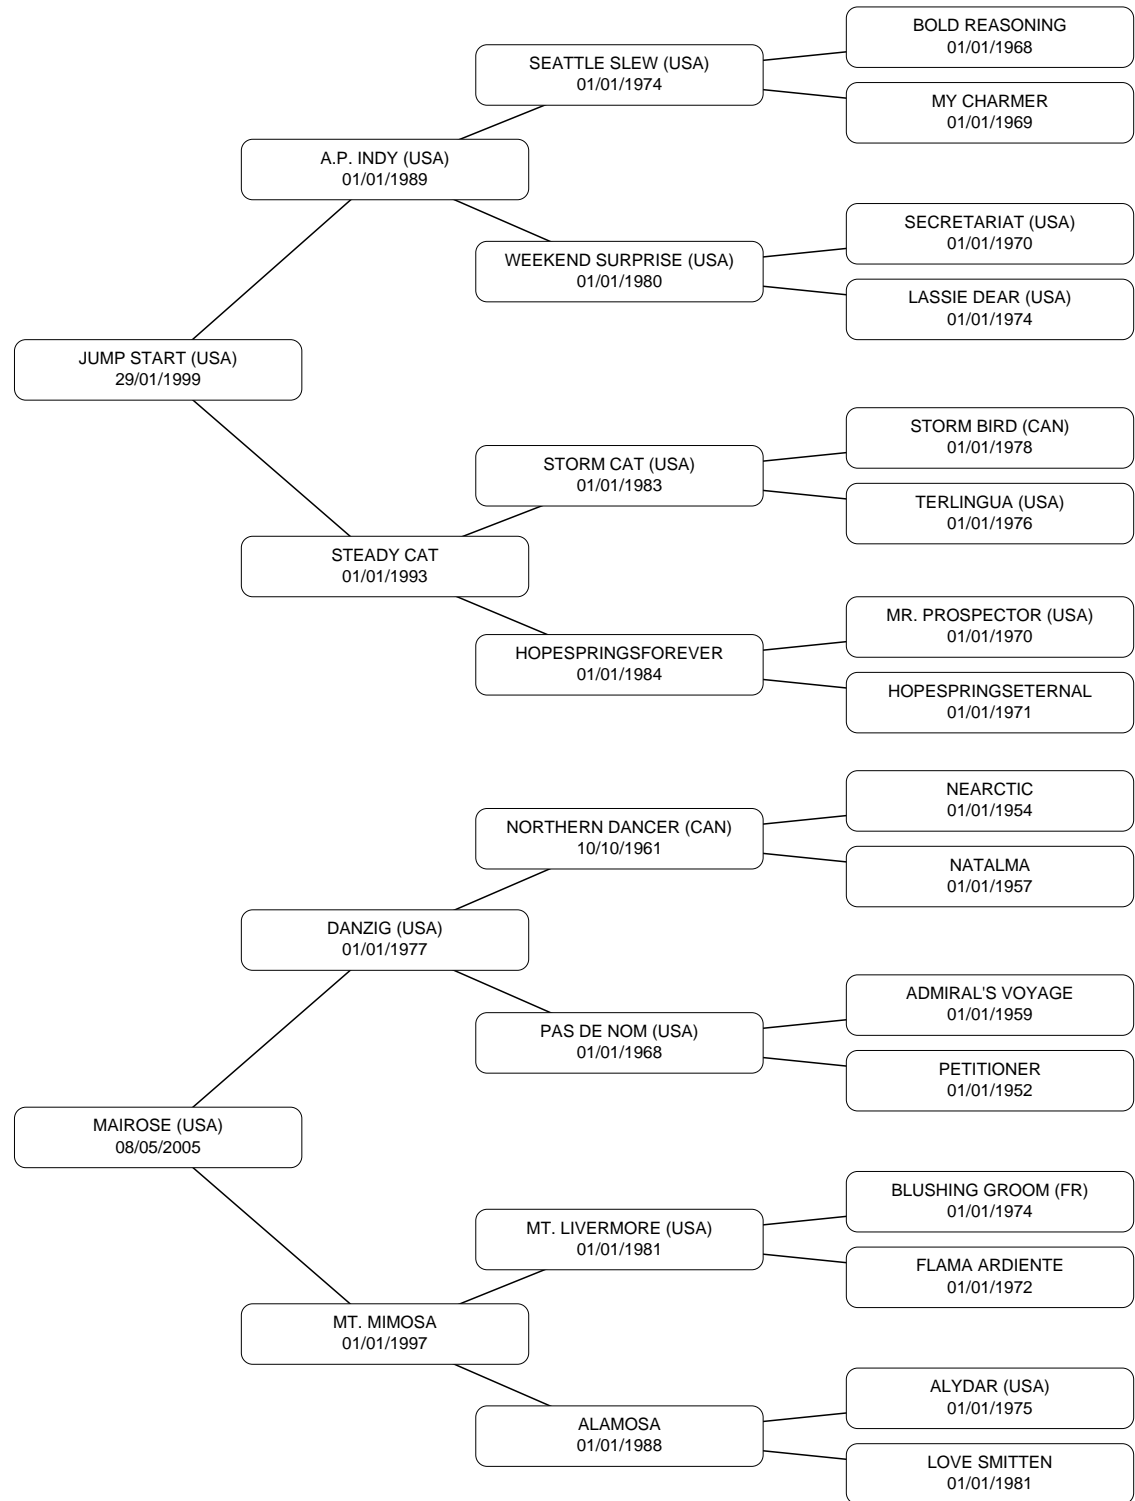 BOLD REASONING
01/01/1968
SEATTLE SLEW (USA)
01/01/1974
MY CHARMER
01/01/1969
A.P. INDY (USA)
01/01/1989
SECRETARIAT (USA)
01/01/1970
WEEKEND SURPRISE (USA)
01/01/1980
LASSIE DEAR (USA)
01/01/1974
JUMP START (USA)
29/01/1999
STORM BIRD (CAN)
01/01/1978
STORM CAT (USA)
01/01/1983
TERLINGUA (USA)
01/01/1976
STEADY CAT
01/01/1993
MR. PROSPECTOR (USA)
01/01/1970
HOPESPRINGSFOREVER
01/01/1984
HOPESPRINGSETERNAL
01/01/1971
NEARCTIC
01/01/1954
NORTHERN DANCER (CAN)
10/10/1961
NATALMA
01/01/1957
DANZIG (USA)
01/01/1977
ADMIRAL'S VOYAGE
01/01/1959
PAS DE NOM (USA)
01/01/1968
PETITIONER
01/01/1952
MAIROSE (USA)
08/05/2005
BLUSHING GROOM (FR)
01/01/1974
MT. LIVERMORE (USA)
01/01/1981
FLAMA ARDIENTE
01/01/1972
MT. MIMOSA
01/01/1997
ALYDAR (USA)
01/01/1975
ALAMOSA
01/01/1988
LOVE SMITTEN
01/01/1981